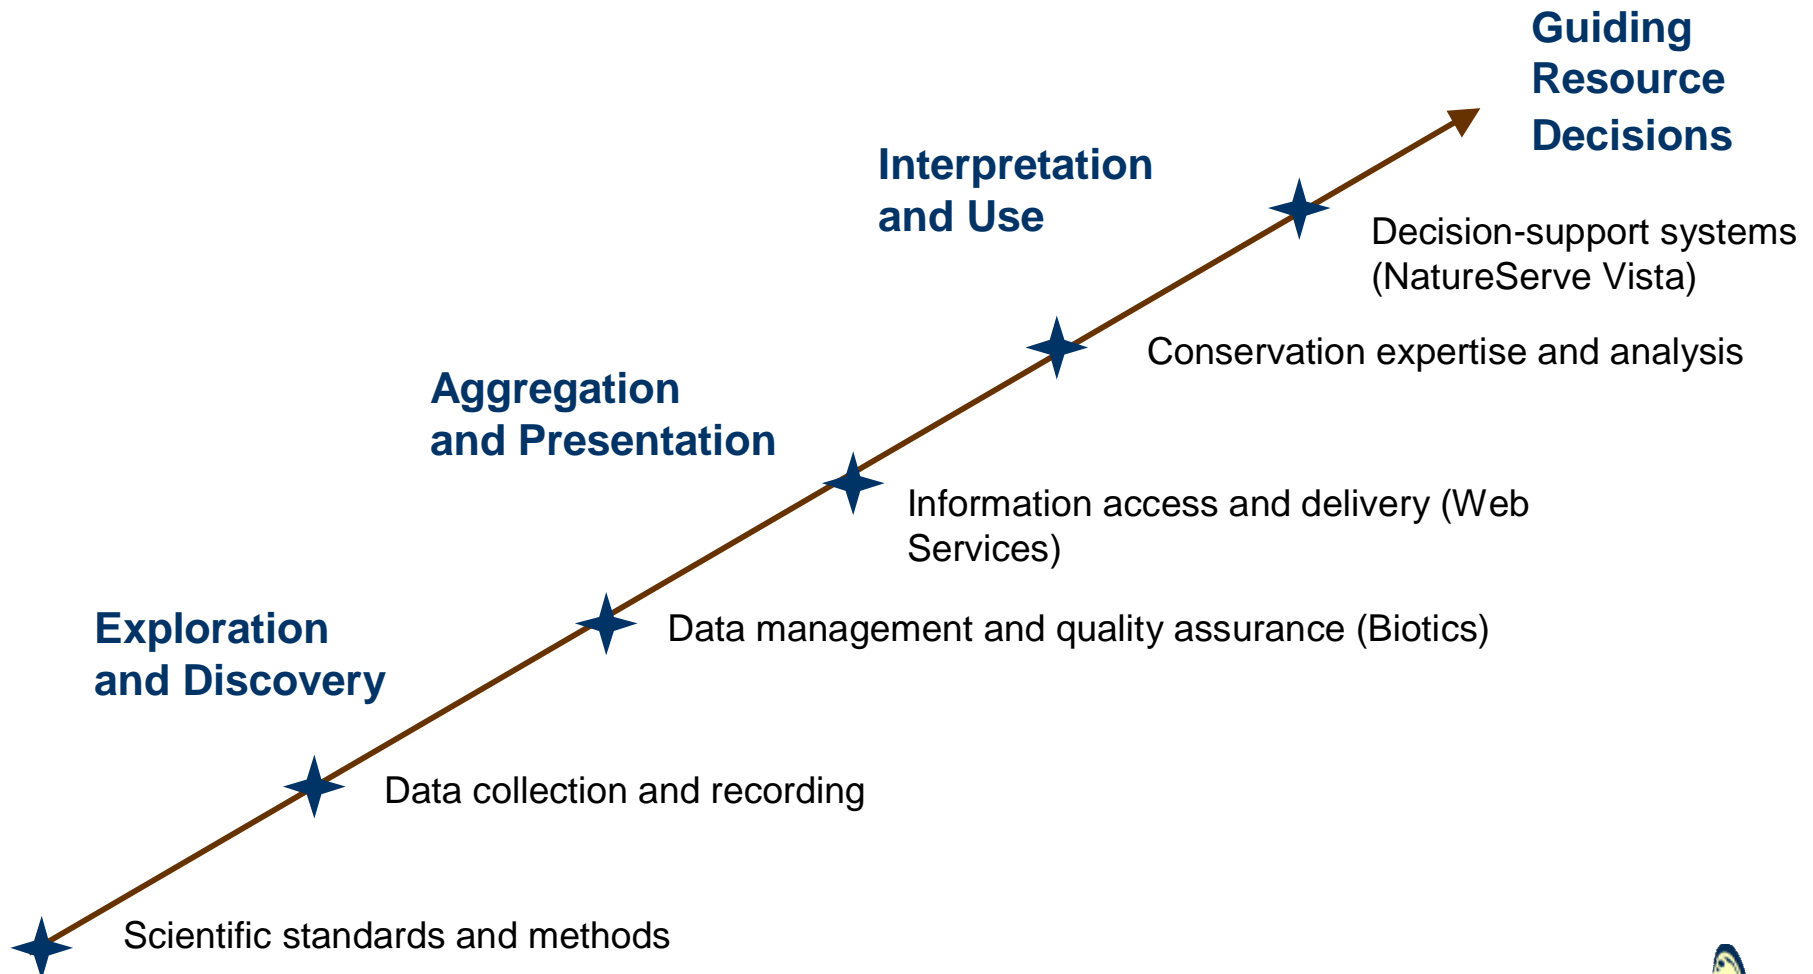 Guiding
Resource
Decisions
Interpretation
and Use
Decision-support systems
(NatureServe Vista)
Conservation expertise and analysis
Aggregation
and Presentation
Information access and delivery (Web
Services)
Exploration
and Discovery
Data management and quality assurance (Biotics)
Data collection and recording
Scientific standards and methods